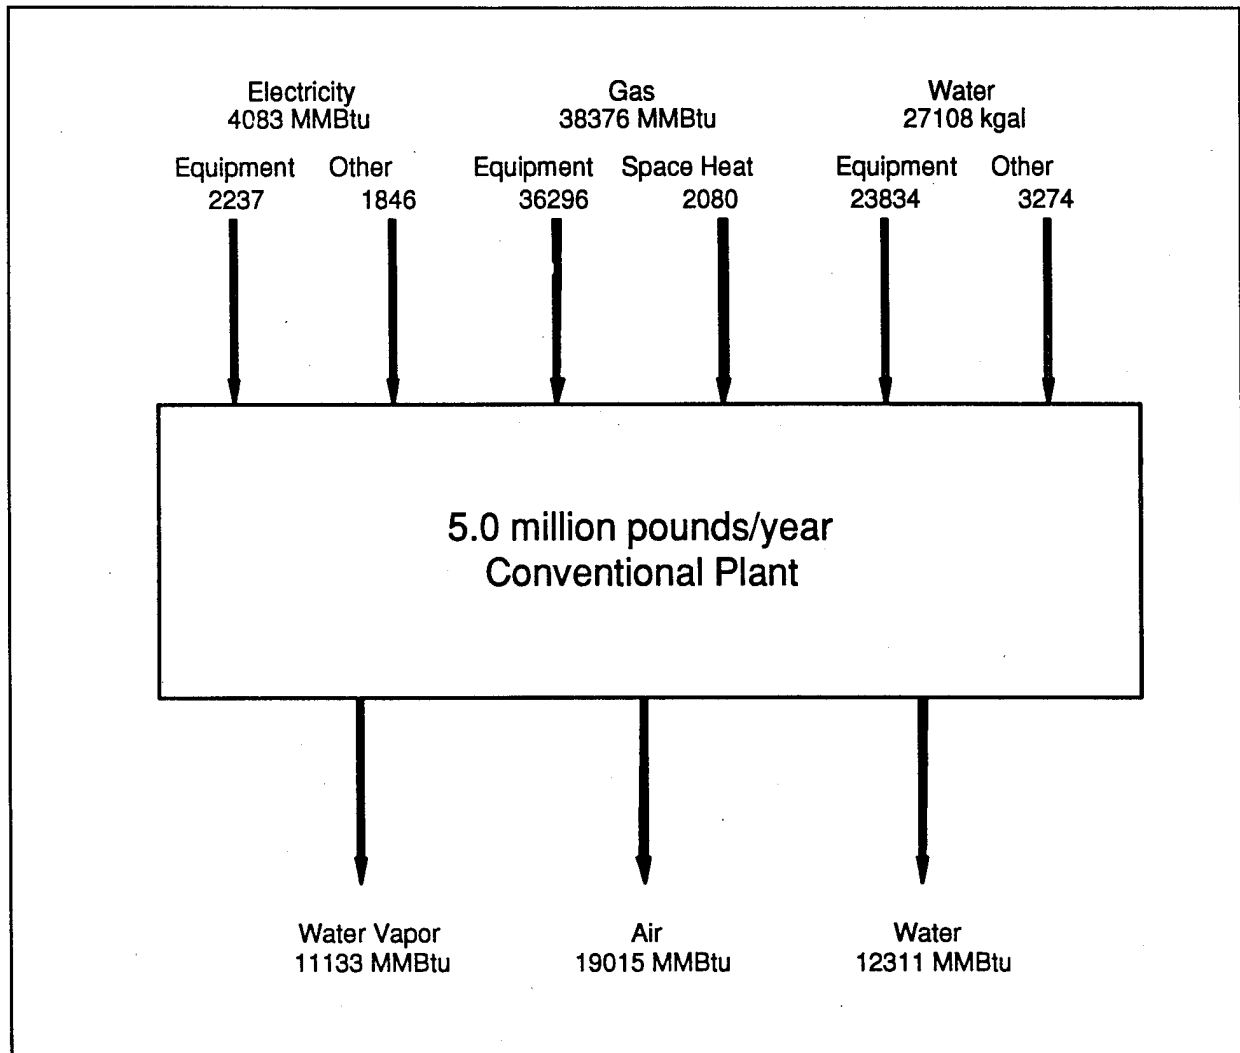 Electricity
4083 MMBtu
Gas
38376 MMBtu
Water
27108 kgal
Equipment
2237
Other
1846
Equipment
36296
Space Heat
2080
Equipment
23834
Other
3274
5.0 million pounds/year
Conventional Plant
Water Vapor
11133 MMBtu
Air
19015 MMBtu
Water
12311 MMBtu